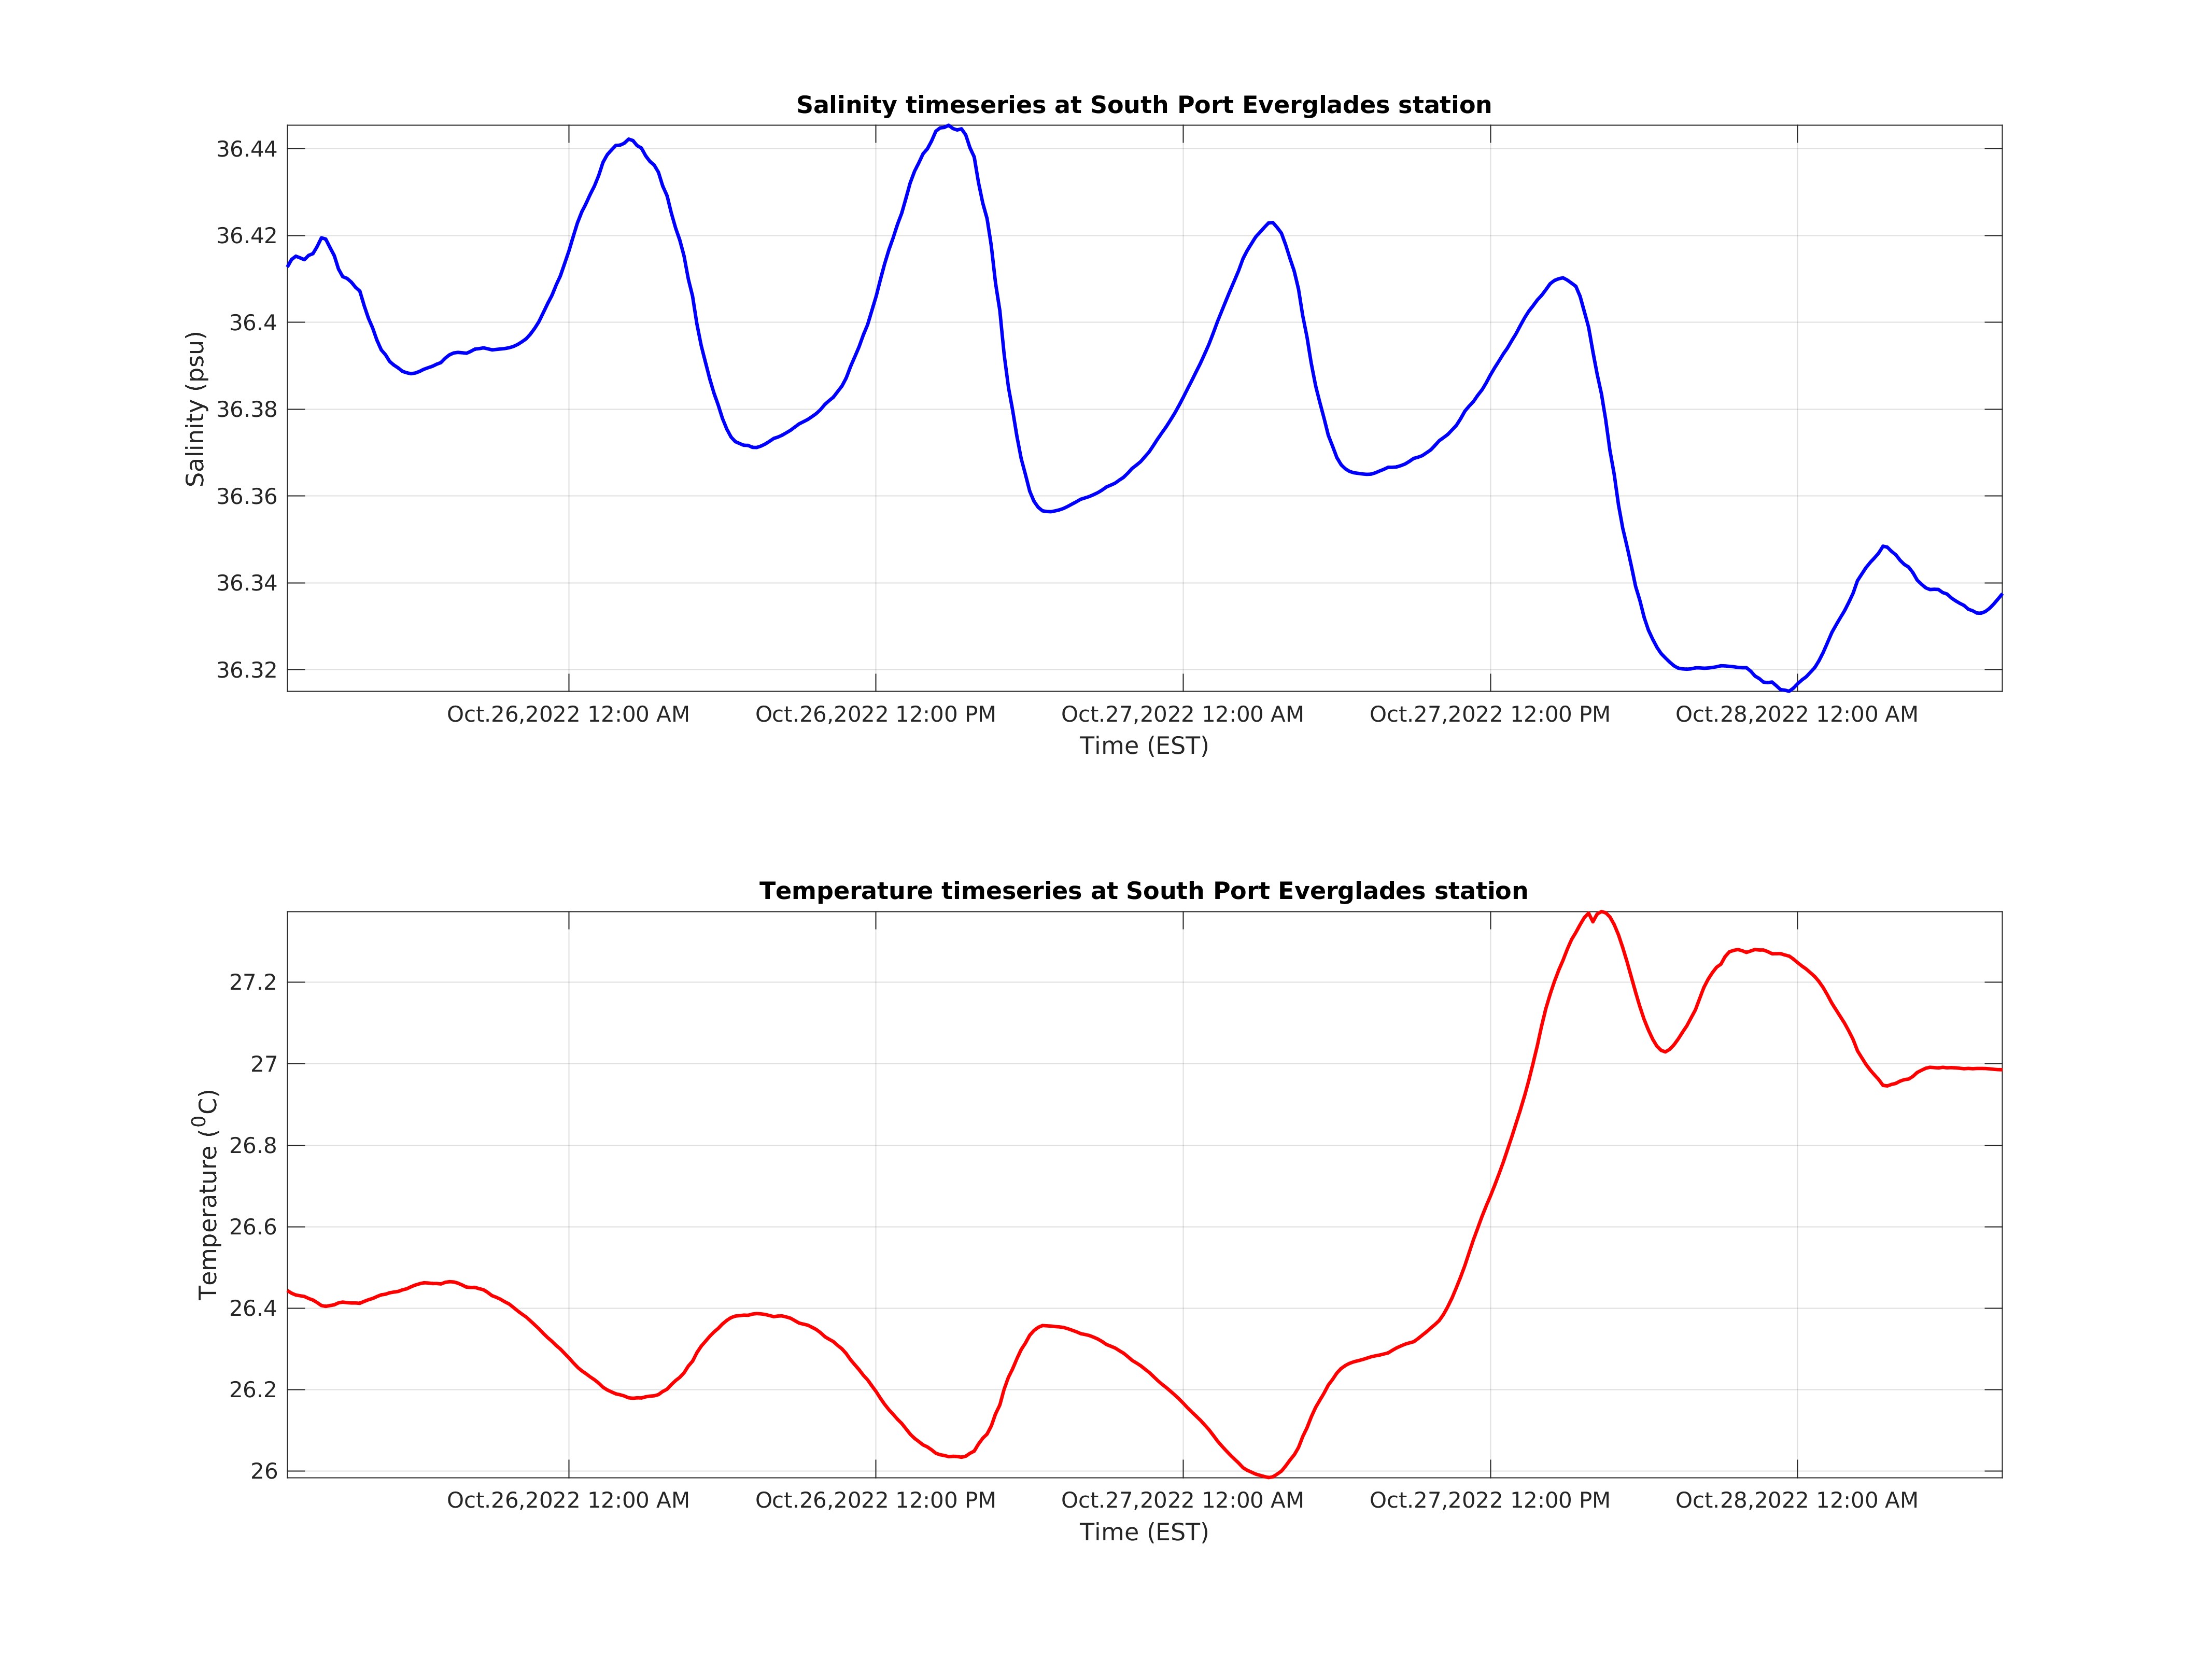 Salinity timeseries at South Port Everglades station
36.44
36.42
36.4
36.38
36.36
36.34
36.32
Salinity (psu)
Oct.26,2022 12:00 AM Oct.26,2022 12:00 PM Oct.27,2022 12:00 AM Oct.27,2022 12:00 PM Oct.28,2022 12:00 AM
Time (EST)
Temperature timeseries at South Port Everglades station
27.2
27
26.8
26.6
26.4
26.2
26
Temperature (⁰C)
Oct.26,2022 12:00 AM Oct.26,2022 12:00 PM Oct.27,2022 12:00 AM Oct.27,2022 12:00 PM Oct.28,2022 12:00 AM
Time (EST)